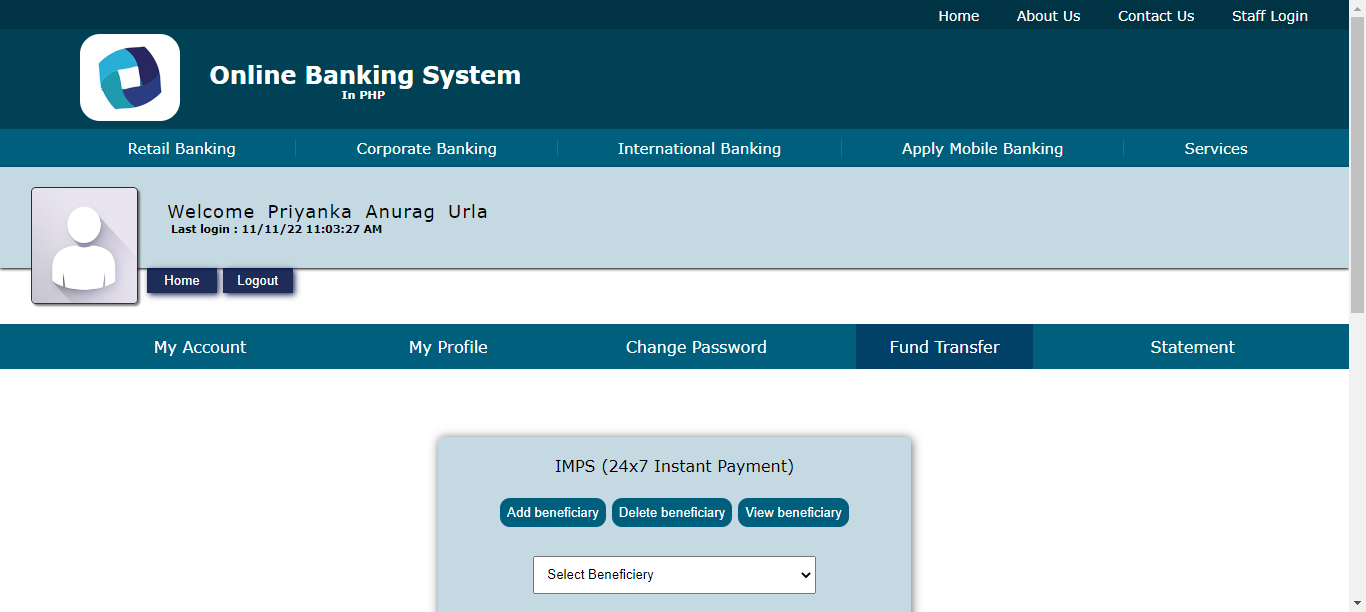 Home About Us Contact Us Staff Login
Online Banking System
In PHP
Retail Banking Corporate Banking International Banking Apply Mobile Banking Services
Welcome Priyanka Anurag Urla
Last login : 11/11/22 11:03:27 AM
Home Logout
My Account My Profile Change Password Fund Transfer Statement
IMPS (24x7 Instant Payment)
Add beneficiary Delete beneficiary View beneficiary
Select Beneficiery